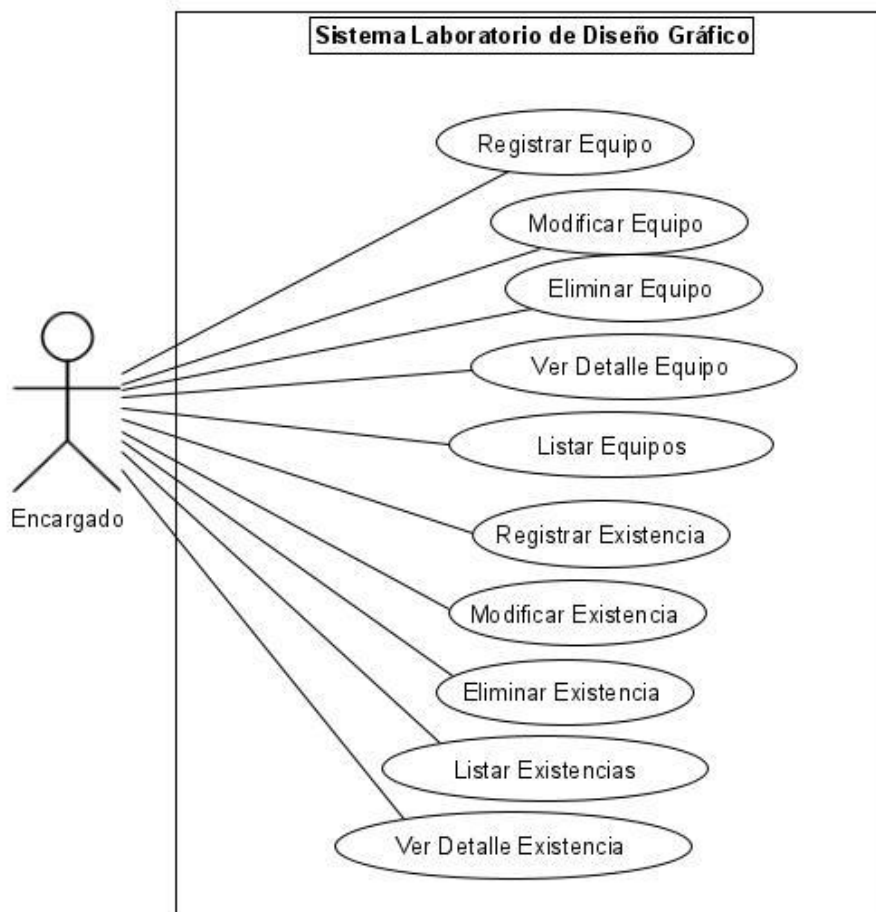 Sistema Laboratorio de Diseño Gráfico
Registrar Equipo
Modificar Equipo
Eliminar Equipo
Ver Detalle Equipo
Listar Equipos
Encargado
Registrar Existencia
Modificar Existencia
Eliminar Existencia
Listar Existencias
Ver Detalle Existencia